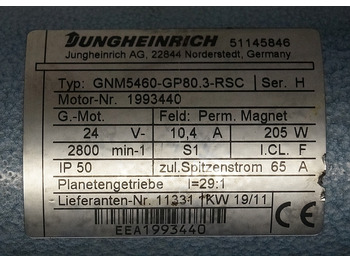 JUNGHEINRICH 51145846
Jungheinrich AG, 22844 Norderstedt, Germany
Typ: GNM5460-GP80.3-RSC Ser. H
Motor-Nr. 1993440
G.-Mot. Feld: Perm. Magnet
24 V- 10,4 A 205 W
2800 min-1 S1 I.CL. F
IP 50 zul.Spitzenstrom 65 A
Planetengetriebe I=29:1
Lieferanten-Nr. 11331 KW 19/11
EEA1993440 CE